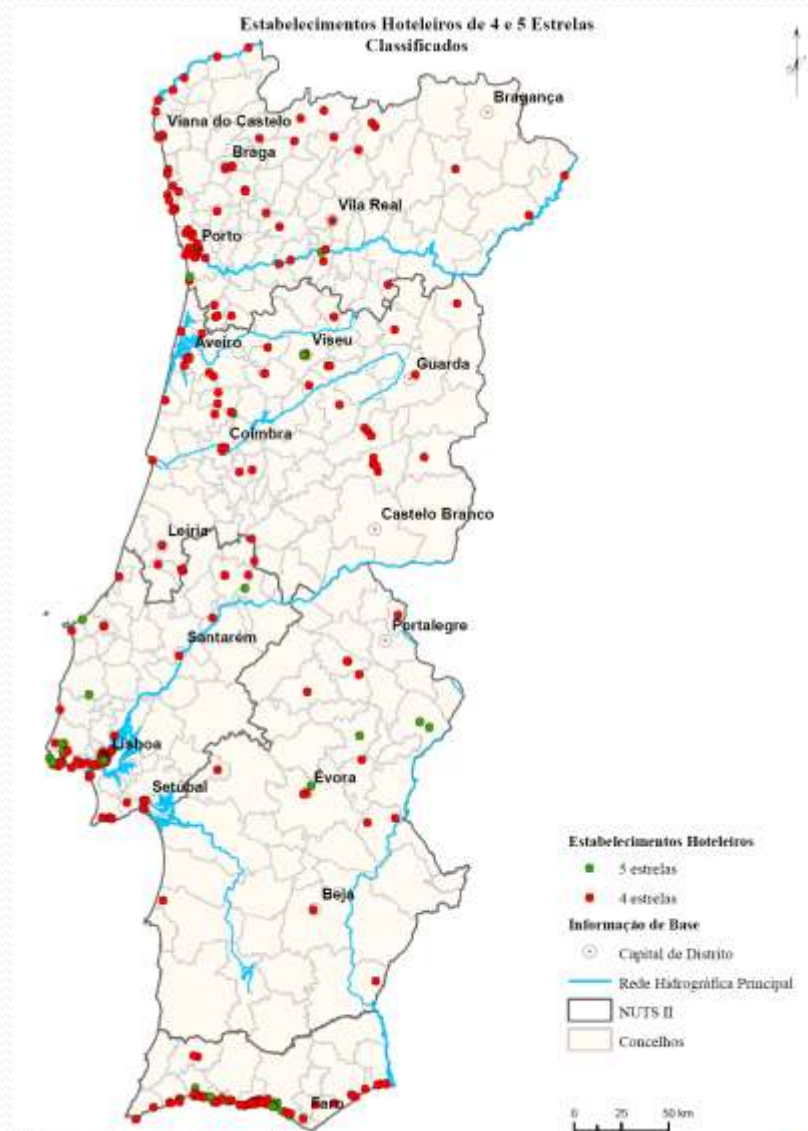 Estabelecimentos Hoteleiros de 4 e 5 Estrelas
Classificados
Bragança
Viana do Castelo
Braga
Vila Real
Porto
Aveiro
Viseu
Guarda
Coimbra
Castelo Branco
Leiria
Portalegre
Santarém
Lisboa
Évora
Setúbal
Beja
Faro
Estabelecimentos Hoteleiros
5 estrelas
4 estrelas
Informação de Base
Capital de Distrito
Rede Hidrográfica Principal
NUTS II
Concelhos
0 25 50 km